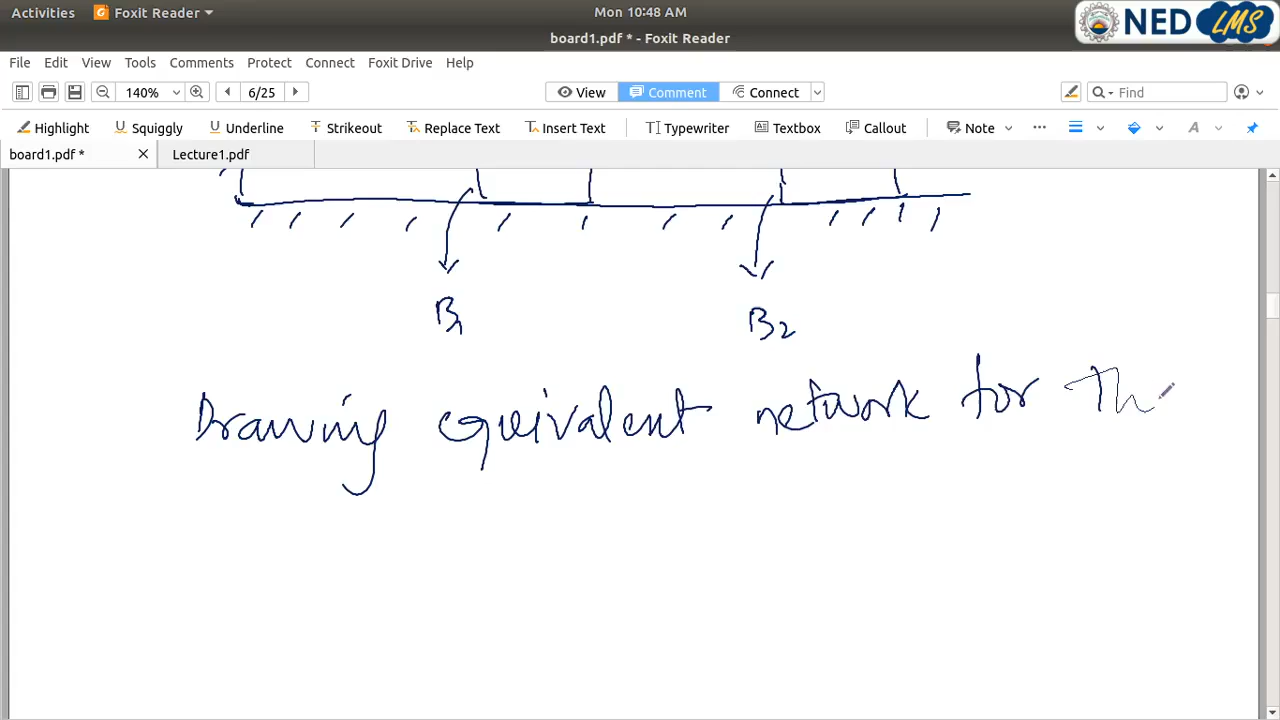 Activities Foxit Reader Mon 10:48 AM
NED LMS
board1.pdf * - Foxit Reader
File Edit View Tools Comments Protect Connect Foxit Drive Help
140% 6/25 View Comment Connect Find
Highlight Squiggly Underline Strikeout Replace Text Insert Text Typewriter Textbox Callout Note ...
board1.pdf * Lecture1.pdf
B1 B2
Drawing equivalent network for Th